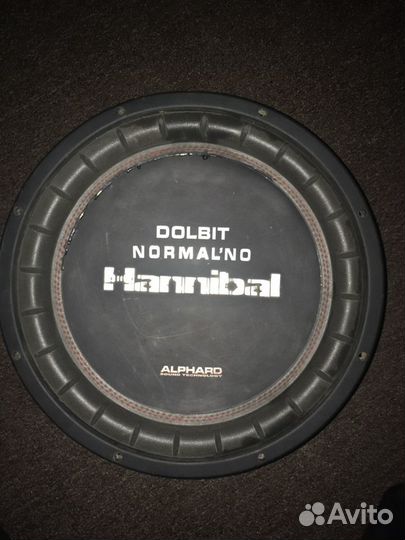 DOLBIT
NORMAL'NO
Hannibal
ALPHARD
SOUND TECHNOLOGY
Avito